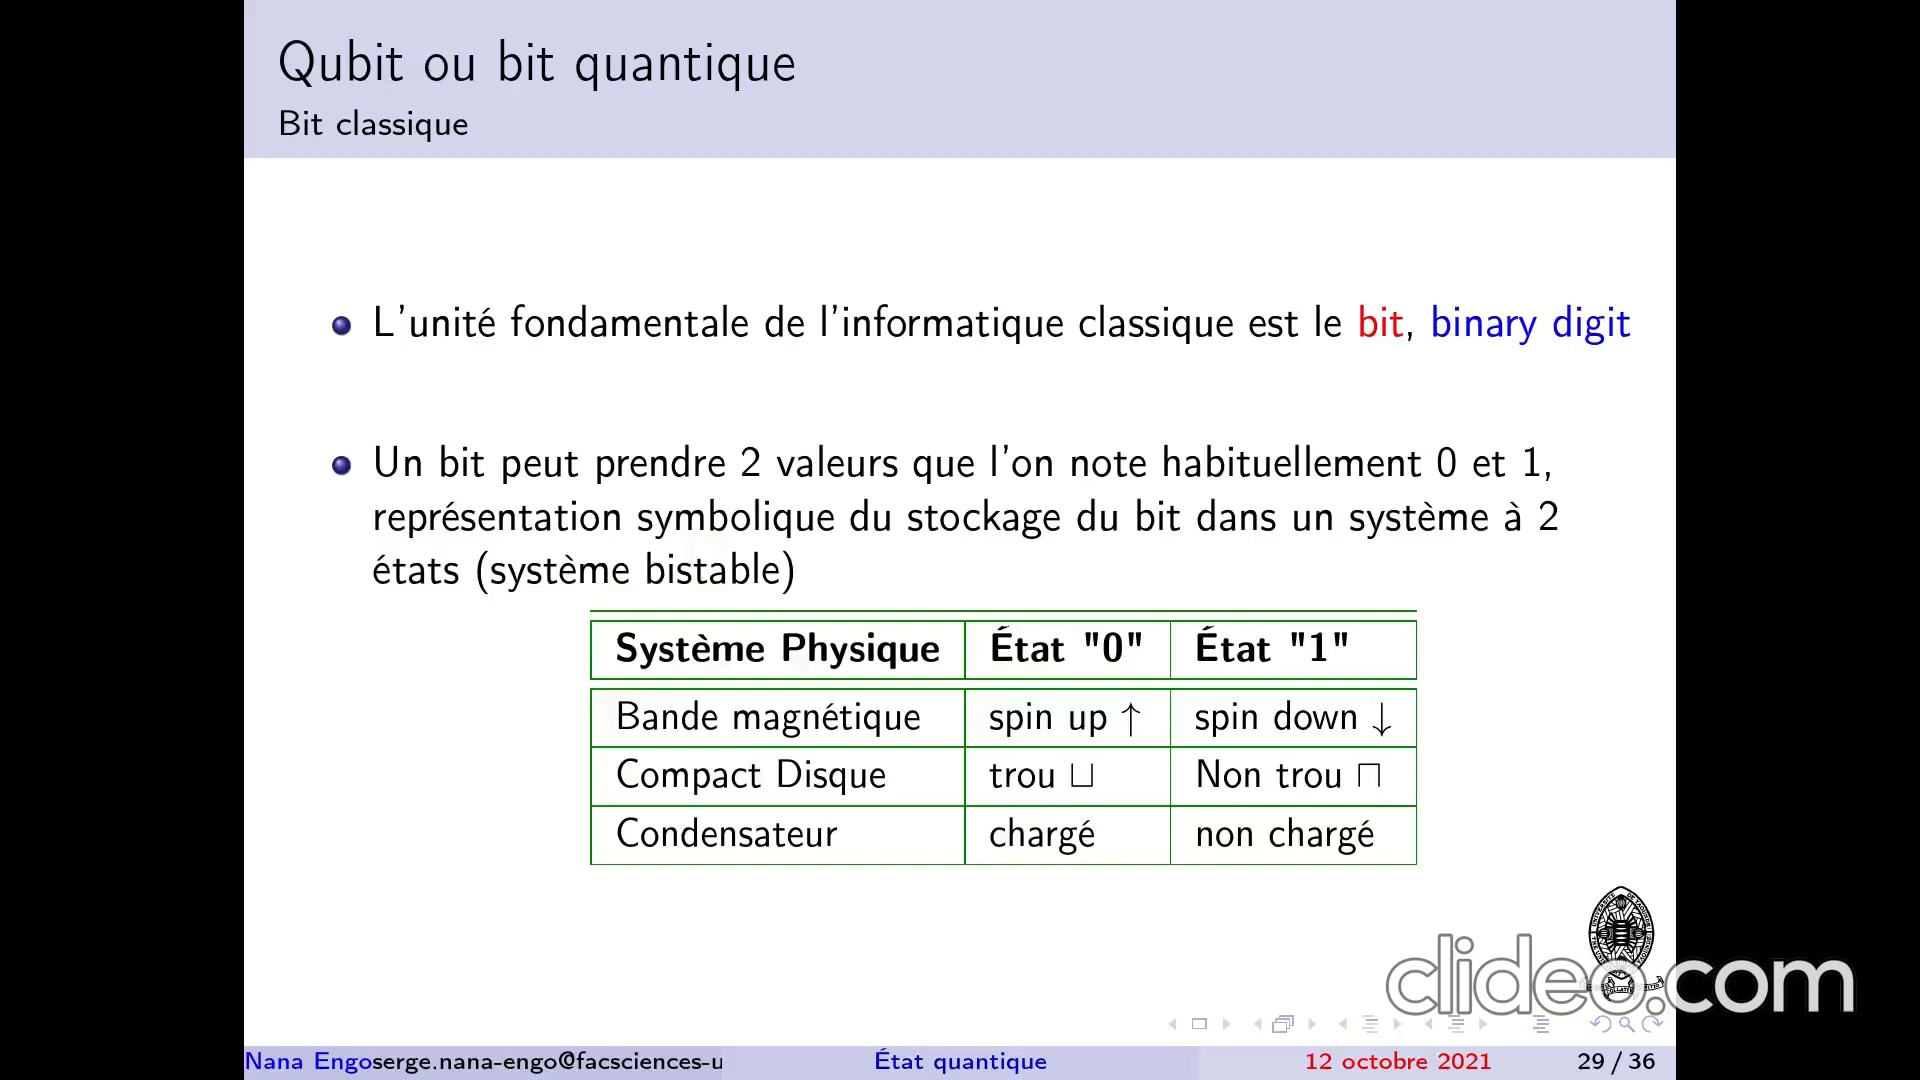 Qubit ou bit quantique
Bit classique
L'unité fondamentale de l'informatique classique est le bit, binary digit
Un bit peut prendre 2 valeurs que l'on note habituellement 0 et 1,
représentation symbolique du stockage du bit dans un système à 2
états (système bistable)
Système Physique État "0" État "1"
Bande magnétique spin up ↑ spin down ↓
Compact Disque trou ⊔ Non trou ⊓
Condensateur chargé non chargé
clideo.com
Nana Engoserge.nana-engo@facsciences-u État quantique 12 octobre 2021 29 / 36